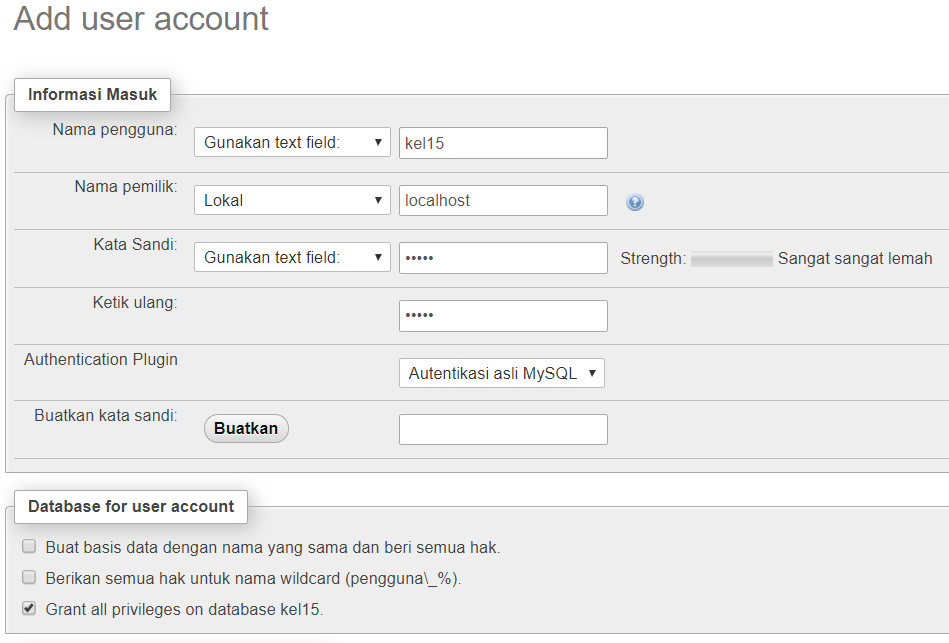 Add user account
Informasi Masuk
Nama pengguna: Gunakan text field: kel15
Nama pemilik: Lokal localhost
Kata Sandi: Gunakan text field: ••••• Strength: Sangat sangat lemah
Ketik ulang: •••••
Authentication Plugin Autentikasi asli MySQL
Buatkan kata sandi: Buatkan
Database for user account
Buat basis data dengan nama yang sama dan beri semua hak.
Berikan semua hak untuk nama wildcard (pengguna\_%).
Grant all privileges on database kel15.